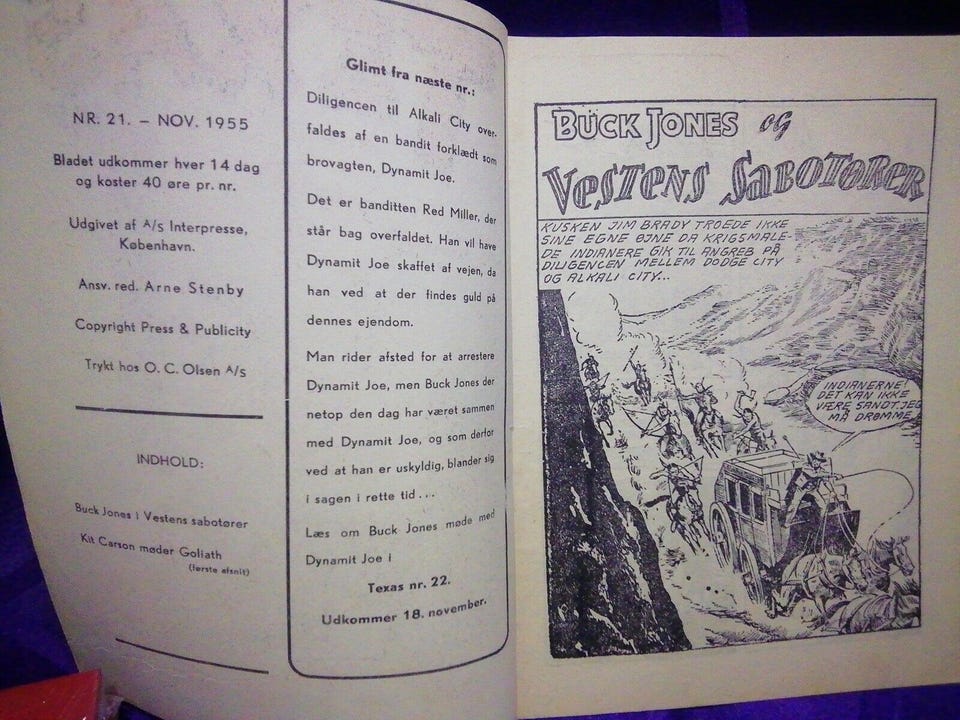 NR. 21. – NOV. 1955
Bladet udkommer hver 14 dag
og koster 40 øre pr. nr.
Udgivet af A/s Interpresse,
København.
Ansv. red. Arne Stenby
Copyright Press & Publicity
Trykt hos O. C. Olsen A/s
INDHOLD:
Buck Jones i Vestens sabotører
Kit Carson møder Goliath
(første afsnit)
Glimt fra næste nr.:
Diligencen til Alkali City over-
faldes af en bandit forklædt som
brovagten, Dynamit Joe.
Det er banditten Red Miller, der
står bag overfaldet. Han vil have
Dynamit Joe skaffet af vejen, da
han ved at der findes guld på
dennes ejendom.
Man rider afsted for at arrestere
Dynamit Joe, men Buck Jones der
netop den dag har været sammen
med Dynamit Joe, og som derfor
ved at han er uskyldig, blander sig
i sagen i rette tid ...
Læs om Buck Jones møde med
Dynamit Joe i
Texas nr. 22.
Udkommer 18. november.
BUCK JONES og
VESTENS SABOTØRER
KUSKEN JIM BRADY TROEDE IKKE
SINE EGNE ØJNE DA KRIGSMALE-
DE INDIANERE GIK TIL ANGREB PÅ
DILIGENCEN MELLEM DODGE CITY
OG ALKALI CITY...
INDIANERNE!
DET KAN IKKE
VÆRE SANDT. JEG
MÅ DRØMME